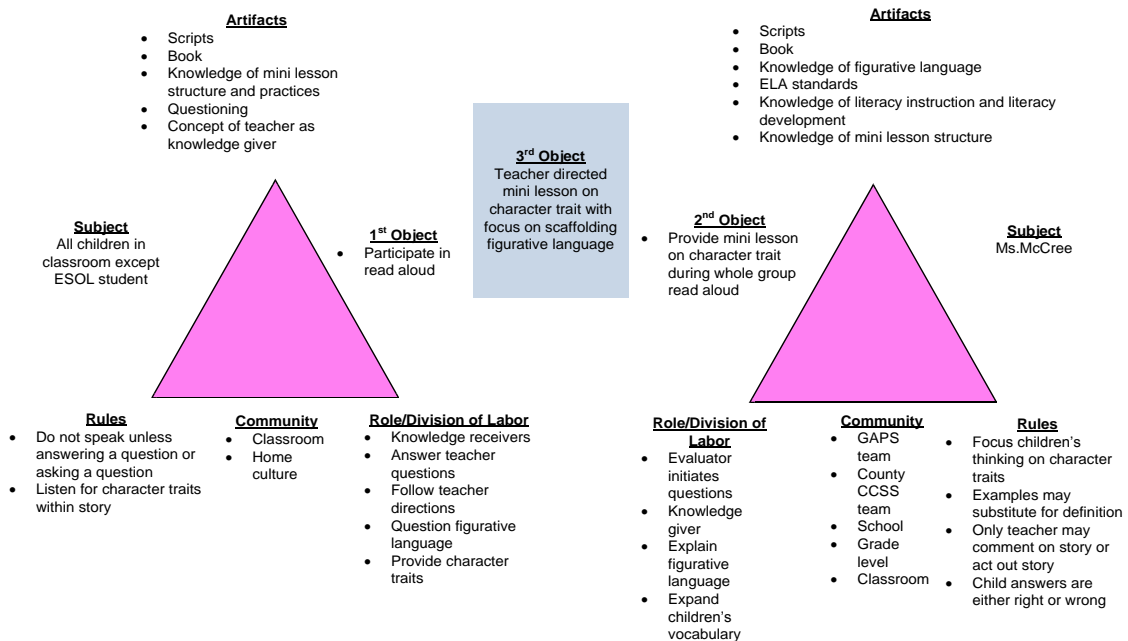 Artifacts
• Scripts
• Book
• Knowledge of mini lesson
structure and practices
• Questioning
• Concept of teacher as
knowledge giver
Subject
All children in
classroom except
ESOL student
1st Object
• Participate in
read aloud
Rules
• Do not speak unless
answering a question or
asking a question
• Listen for character traits
within story
Community
• Classroom
• Home
culture
Role/Division of Labor
• Knowledge receivers
• Answer teacher
questions
• Follow teacher
directions
• Question figurative
language
• Provide character
traits
3rd Object
Teacher directed
mini lesson on
character trait with
focus on scaffolding
figurative language
Artifacts
• Scripts
• Book
• Knowledge of figurative language
• ELA standards
• Knowledge of literacy instruction and literacy
development
• Knowledge of mini lesson structure
2nd Object
• Provide mini lesson
on character trait
during whole group
read aloud
Subject
Ms.McCree
Role/Division of
Labor
• Evaluator
initiates
questions
• Knowledge
giver
• Explain
figurative
language
• Expand
children's
vocabulary
Community
• GAPS
team
• County
CCSS
team
• School
• Grade
level
• Classroom
Rules
• Focus children's
thinking on character
traits
• Examples may
substitute for definition
• Only teacher may
comment on story or
act out story
• Child answers are
either right or wrong